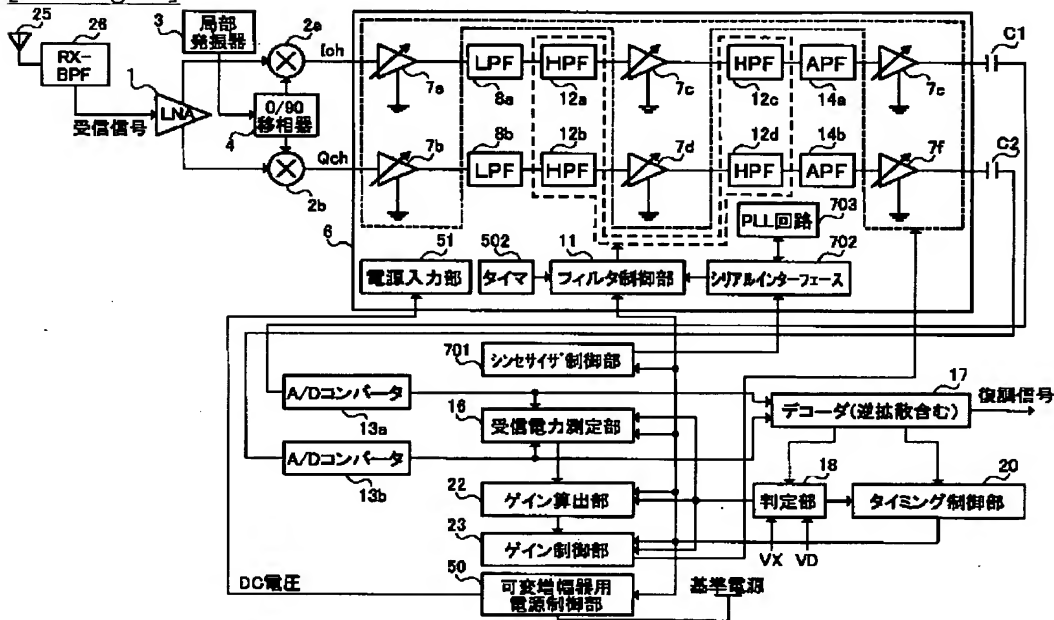 25
26
RX-
BPF
受信信号
1
LNA
3
局部
発振器
2a
Ich
0/90
移相器
4
Qch
2b
6
7a
LPF
8a
HPF
12a
7c
HPF
12c
APF
14a
7e
C1
7b
LPF
8b
HPF
12b
7d
HPF
12d
APF
14b
7f
C2
PLL回路
703
51
電源入力部
502
タイマ
11
フィルタ制御部
702
シリアルインターフェース
701
シンセサイザ制御部
A/Dコンバータ
13a
16
受信電力測定部
17
デコーダ(逆拡散含む)
復調信号
A/Dコンバータ
13b
22
ゲイン算出部
18
判定部
20
タイミング制御部
23
ゲイン制御部
VX
VD
DC電圧
50
可変増幅器用
電源制御部
基準電源